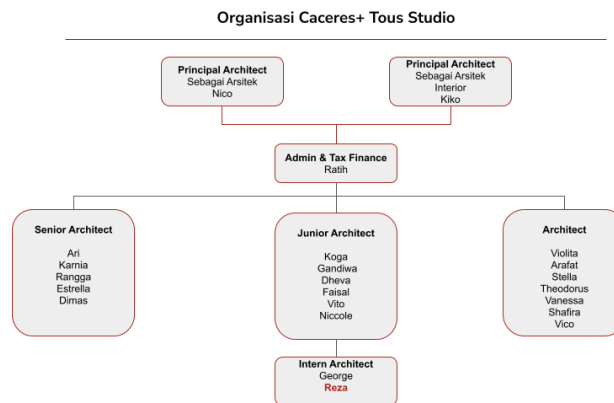 Organisasi Caceres+ Tous Studio
Principal Architect
Sebagai Arsitek
Nico
Principal Architect
Sebagai Arsitek
Interior
Kiko
Admin & Tax Finance
Ratih
Senior Architect
Ari
Karnia
Rangga
Estrella
Dimas
Junior Architect
Koga
Gandiwa
Dheva
Faisal
Vito
Niccole
Architect
Violita
Arafat
Stella
Theodorus
Vanessa
Shafira
Vico
Intern Architect
George
Reza